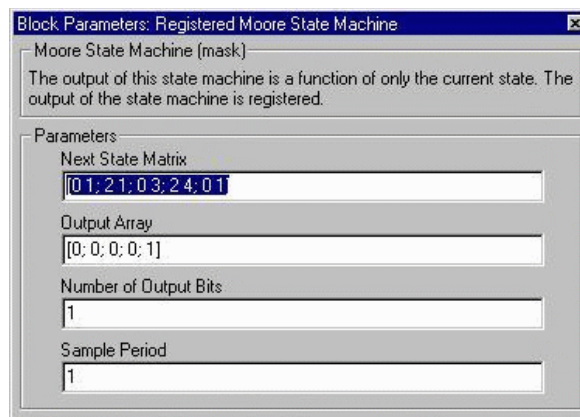 Block Parameters: Registered Moore State Machine
Moore State Machine (mask)
The output of this state machine is a function of only the current state. The
output of the state machine is registered.
Parameters
Next State Matrix
[0 1; 2 1; 0 3; 2 4; 0 1]
Output Array
[0; 0; 0; 0; 1]
Number of Output Bits
1
Sample Period
1